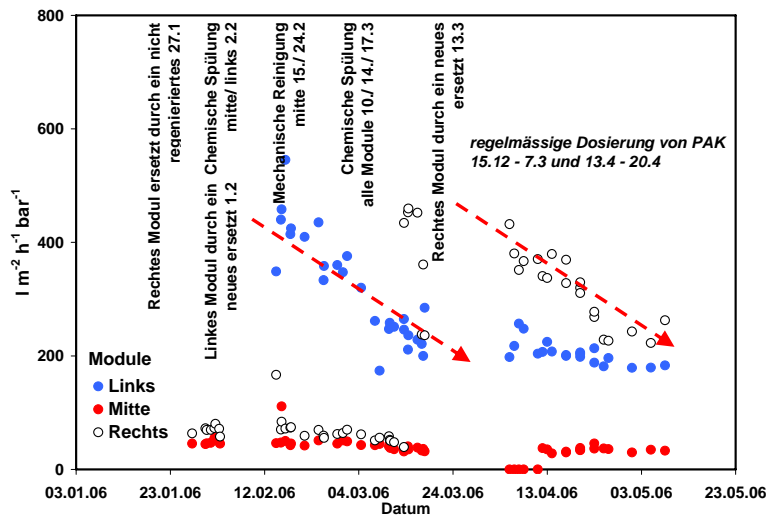 800
600
400
200
0
l m-2 h-1 bar-1
Rechtes Modul ersetzt durch ein nicht
regenieriertes 27.1
Chemische Spülung
mitte/ links 2.2
Linkes Modul durch ein
neues ersetzt 1.2
Mechanische Reinigung
mitte 15./ 24.2
Chemische Spülung
alle Module 10./ 14./ 17.3
Rechtes Modul durch ein neues
ersetzt 13.3
regelmässige Dosierung von PAK
15.12 - 7.3 und 13.4 - 20.4
Module
Links
Mitte
Rechts
03.01.06 23.01.06 12.02.06 04.03.06 24.03.06 13.04.06 03.05.06 23.05.06
Datum